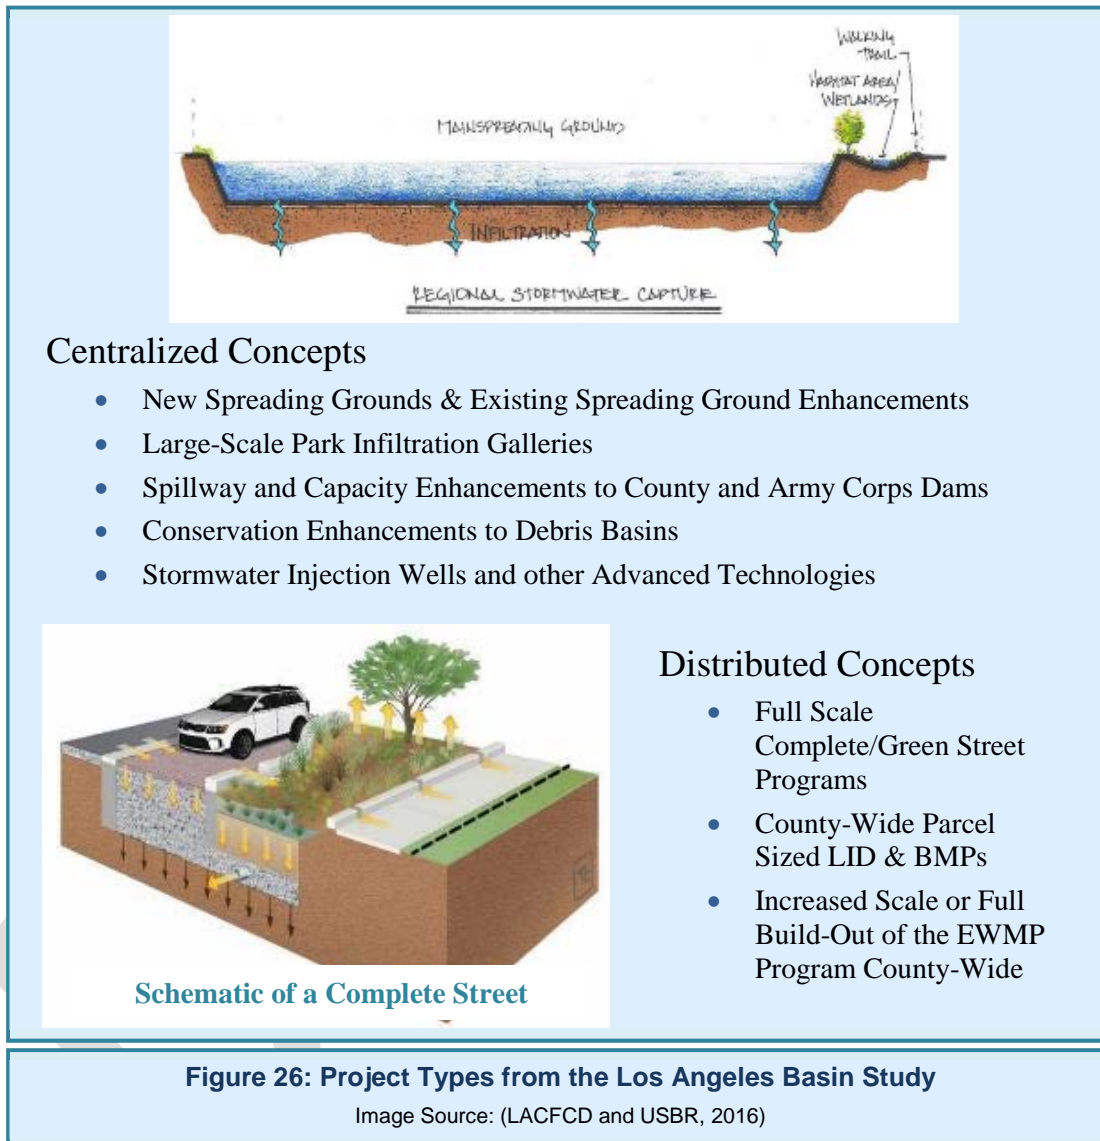 WALKING
TRAIL
HABITAT AREA/
WETLANDS
MAINSPREADING GROUND
INFILTRATION
REGIONAL STORMWATER CAPTURE
Centralized Concepts
• New Spreading Grounds & Existing Spreading Ground Enhancements
• Large-Scale Park Infiltration Galleries
• Spillway and Capacity Enhancements to County and Army Corps Dams
• Conservation Enhancements to Debris Basins
• Stormwater Injection Wells and other Advanced Technologies
Schematic of a Complete Street
Distributed Concepts
• Full Scale
Complete/Green Street
Programs
• County-Wide Parcel
Sized LID & BMPs
• Increased Scale or Full
Build-Out of the EWMP
Program County-Wide
Figure 26: Project Types from the Los Angeles Basin Study
Image Source: (LACFCD and USBR, 2016)